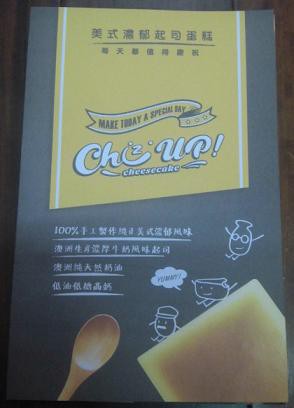 美式濃郁起司蛋糕
每天都值得慶祝
MAKE TODAY A SPECIAL DAY
Chez UP!
cheesecake
100%手工製作純正美式濃郁風味
澳洲生産濃厚牛奶風味起司
澳洲純天然奶油
低油低糖高鈣
YUMMY!